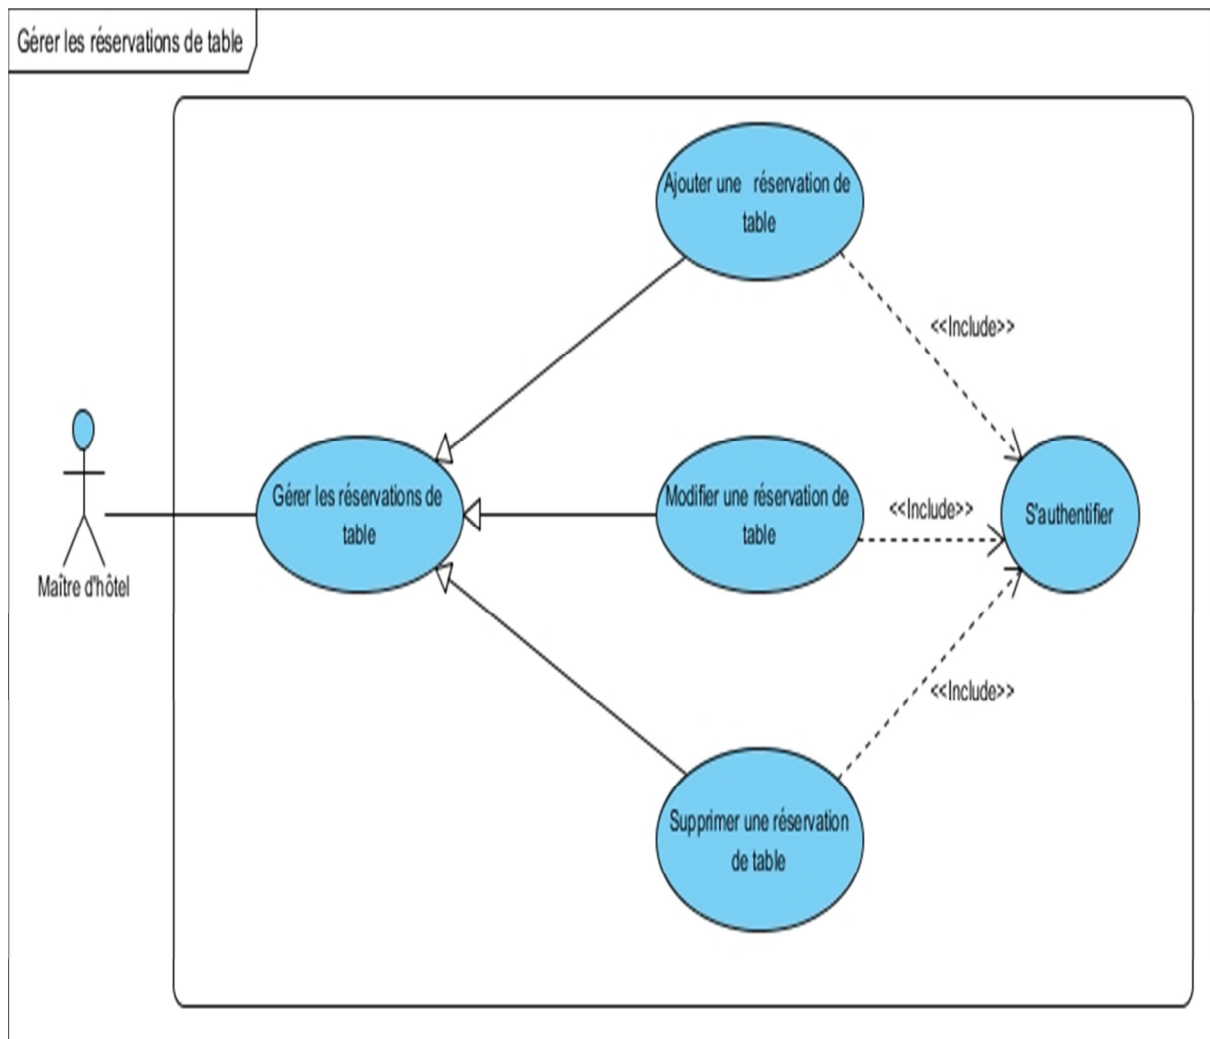 Gérer les réservations de table
Ajouter une réservation de
table
<<Include>>
Gérer les réservations de
table
Modifier une réservation de
table
<<Include>>
S'authentifier
Maître d'hôtel
<<Include>>
Supprimer une réservation
de table